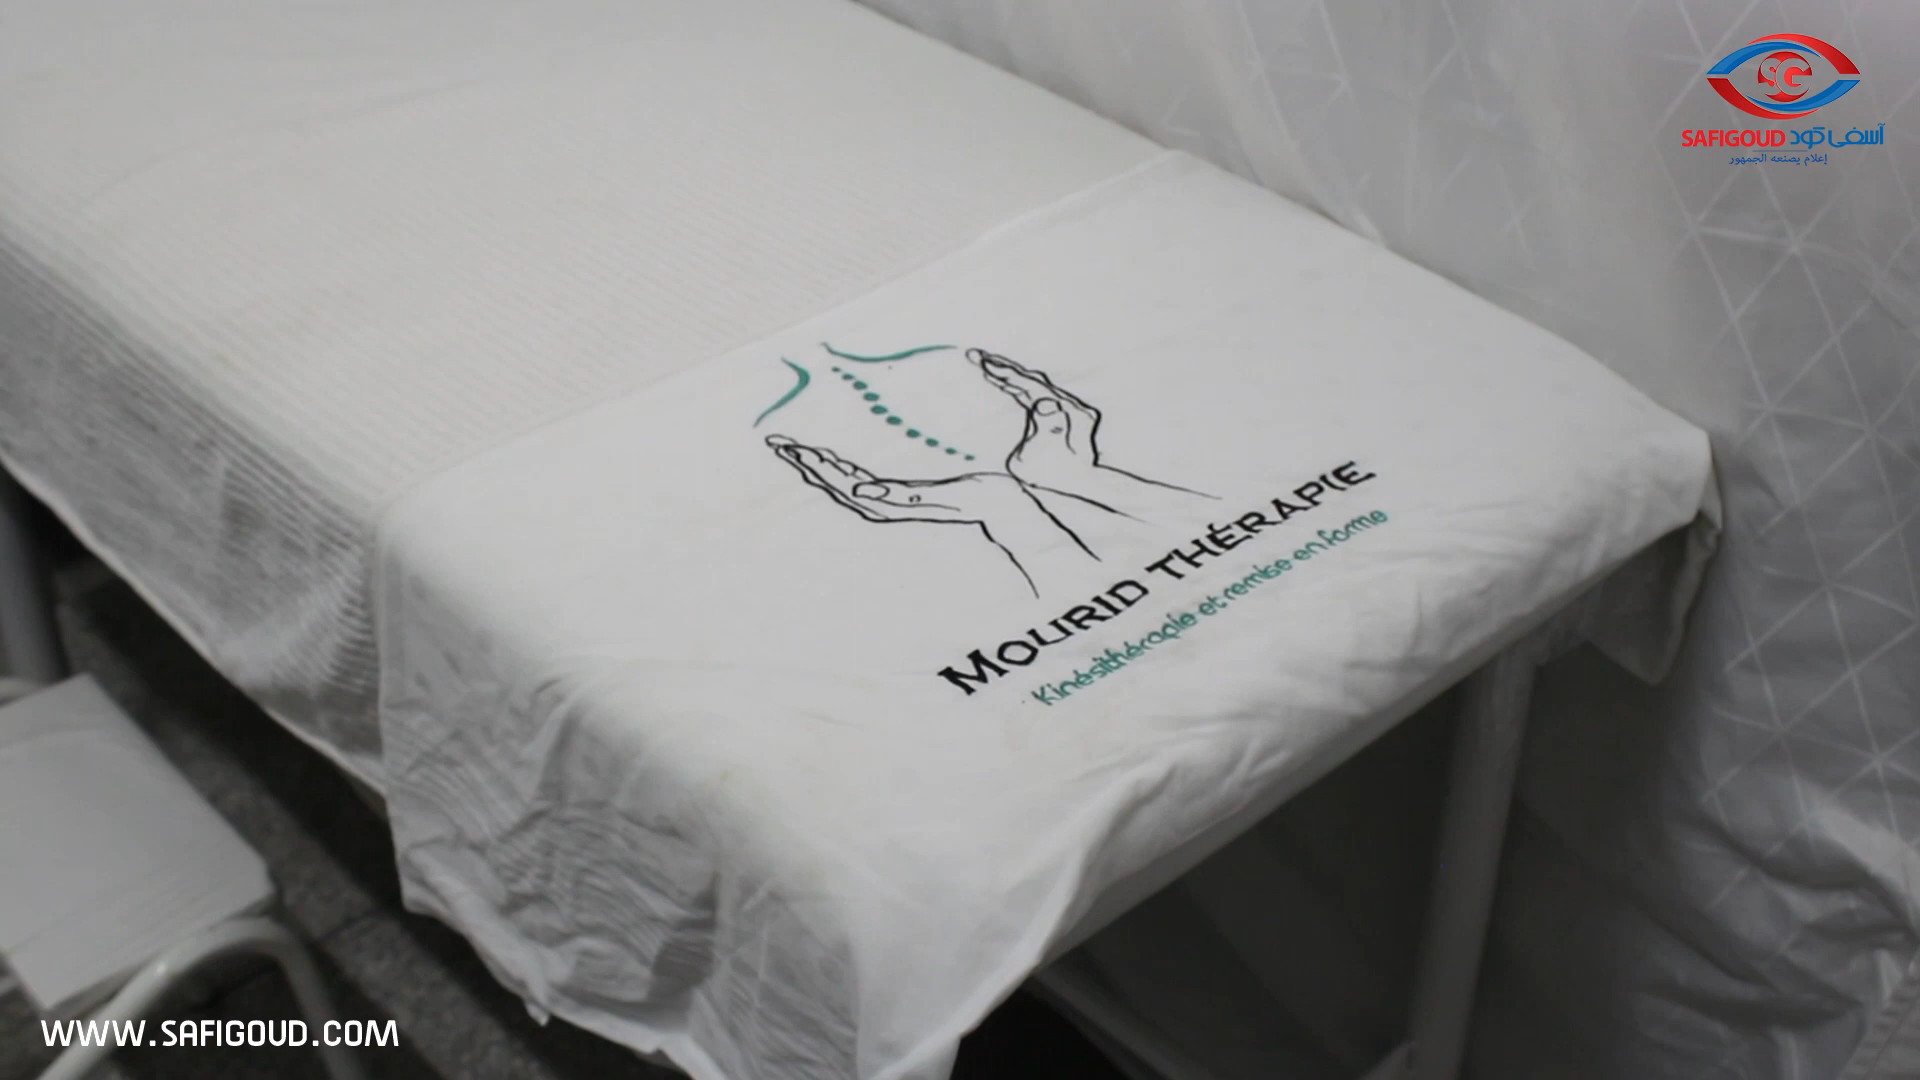 SG
SAFIGOUD آسفي كود
إعلام يصنعه الجمهور
MOURID THÉRAPIE
Kinésithérapie et remise en forme
WWW.SAFIGOUD.COM